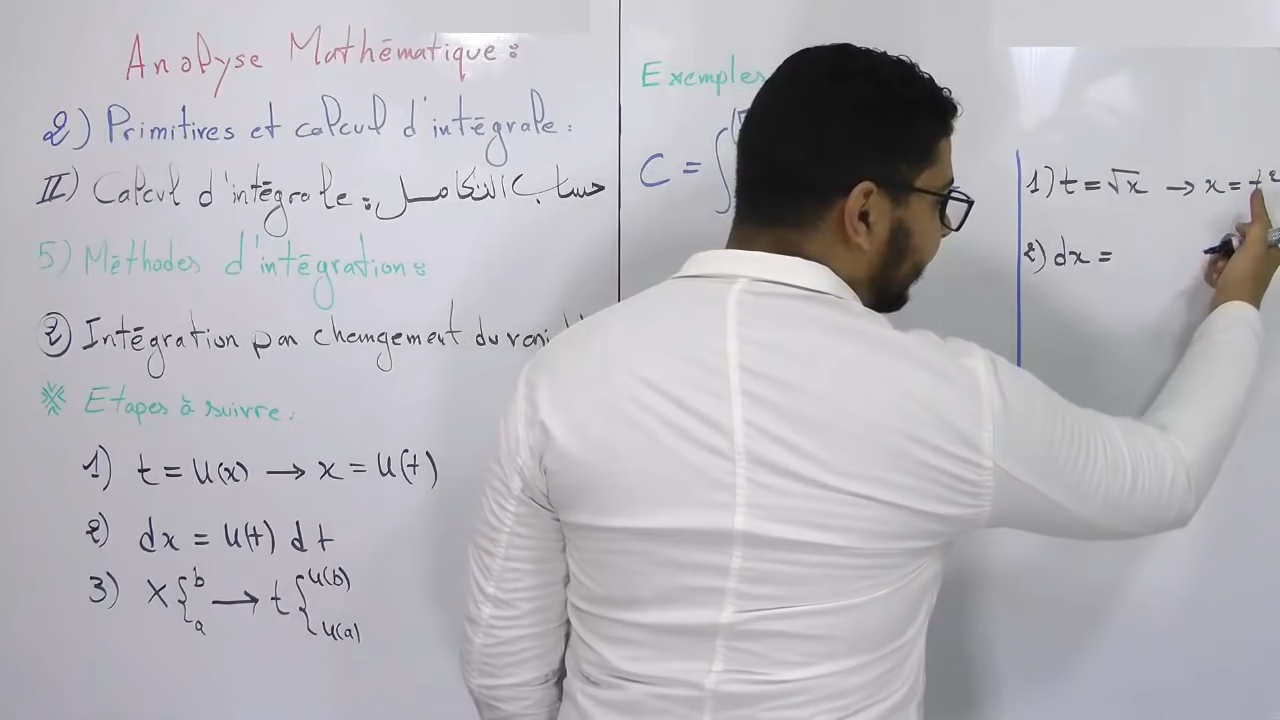 Analyse Mathématique :
2) Primitives et calcul d'intégrale :
II) Calcul d'intégrale : حساب التكامل
5) Méthodes d'intégration :
② Intégration par changement du
※ Etapes à suivre :
1) t = U(x) → x = U(t)
2) dx = U(t) dt
3) X { b a → t { U(b) U(a)
Exemples
C = ∫
1) t = √x → x = t²
2) dx =